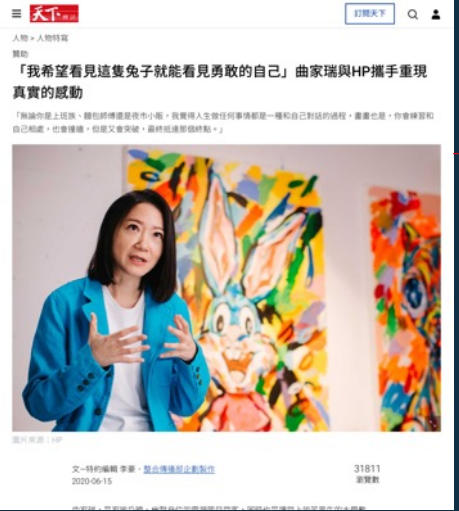 天下
訂閱天下
人物 > 人物特寫
贊助
「我希望看見這隻兔子就能看見勇敢的自己」曲家瑞與HP攜手重現
真實的感動
「無論你是上班族、麵包師傅還是夜市小販，我覺得人生做任何事情都是一種和自己對話的過程，畫畫也是，你會練習和
自己相處，也會撞牆，但是又會突破，最終抵達那個終點。」
圖片來源：HP
文—特約編輯 李豪・整合傳播部企劃製作
31811
2020-06-15
瀏覽數